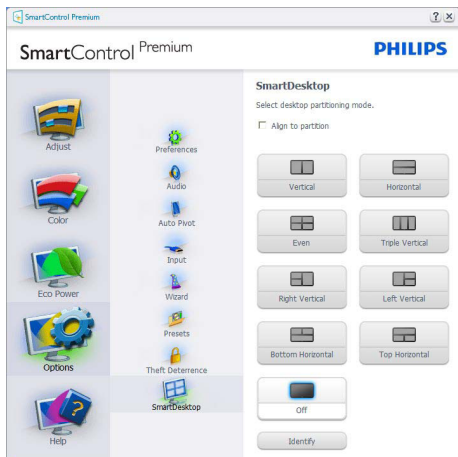 SmartControl Premium
SmartControl Premium
PHILIPS
Adjust
Color
Eco Power
Options
Help
Preferences
Audio
Auto Pivot
Input
Wizard
Presets
Theft Deterrence
SmartDesktop
SmartDesktop
Select desktop partitioning mode.
Align to partition
Vertical
Horizontal
Even
Triple Vertical
Right Vertical
Left Vertical
Bottom Horizontal
Top Horizontal
Off
Identify